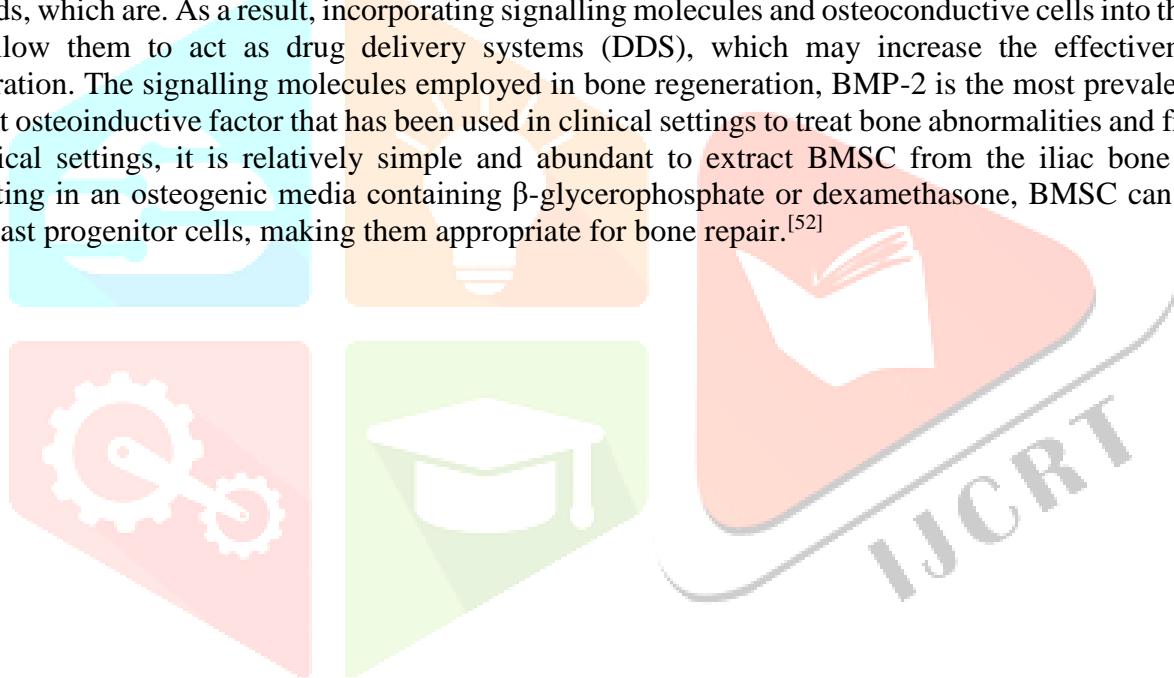 ds, which are. As a result, incorporating signalling molecules and osteoconductive cells into th
llow them to act as drug delivery systems (DDS), which may increase the effectiver
ration. The signalling molecules employed in bone regeneration, BMP-2 is the most prevale
t osteoinductive factor that has been used in clinical settings to treat bone abnormalities and f
ical settings, it is relatively simple and abundant to extract BMSC from the iliac bone
ting in an osteogenic media containing β-glycerophosphate or dexamethasone, BMSC can
ast progenitor cells, making them appropriate for bone repair.[52]
IJCRT